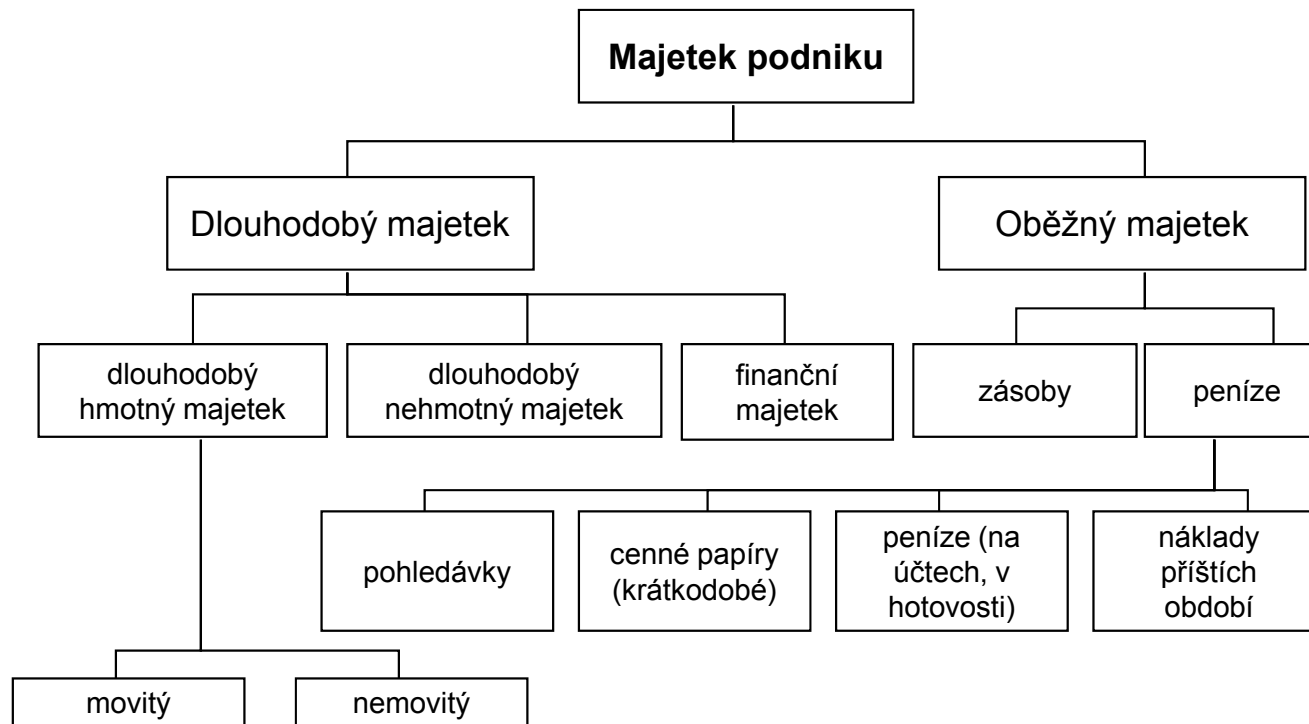 Majetek podniku
Dlouhodobý majetek
Oběžný majetek
dlouhodobý
hmotný majetek
dlouhodobý
nehmotný majetek
finanční
majetek
zásoby
peníze
pohledávky
cenné papíry
(krátkodobé)
peníze (na
účtech, v
hotovosti)
náklady
příštích
období
movitý
nemovitý